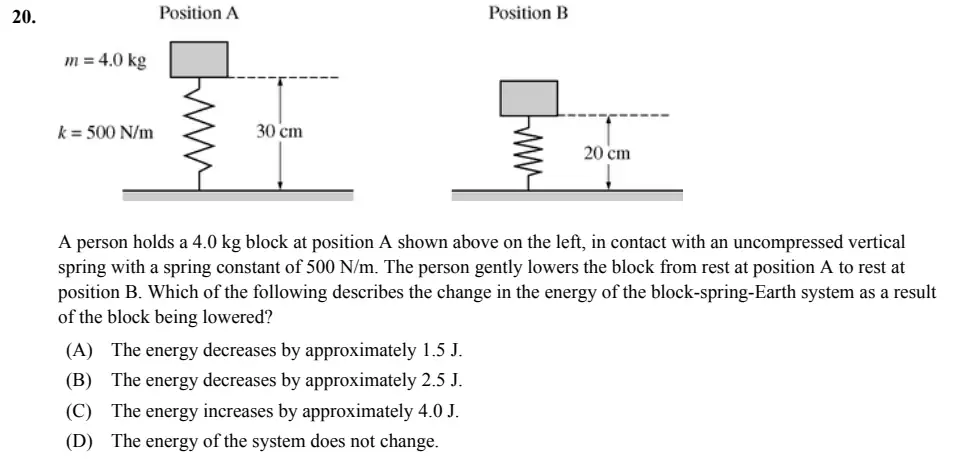 20.
Position A
Position B
m = 4.0 kg
k = 500 N/m
30 cm
20 cm
A person holds a 4.0 kg block at position A shown above on the left, in contact with an uncompressed vertical
spring with a spring constant of 500 N/m. The person gently lowers the block from rest at position A to rest at
position B. Which of the following describes the change in the energy of the block-spring-Earth system as a result
of the block being lowered?
(A) The energy decreases by approximately 1.5 J.
(B) The energy decreases by approximately 2.5 J.
(C) The energy increases by approximately 4.0 J.
(D) The energy of the system does not change.